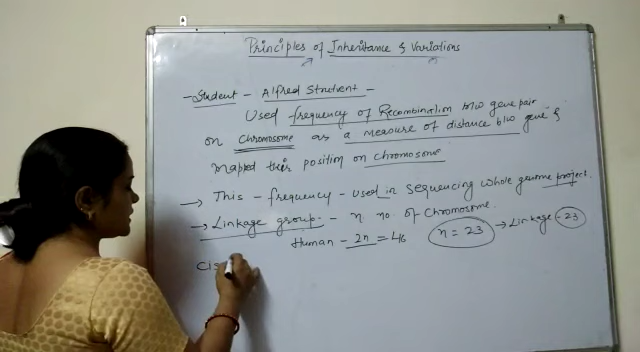 Principles of Inheritance & Variations
- Student - Alfred Strutvent -
Used frequency of Recombination b/w gene pair
on Chromosome as a measure of distance b/w gene &
mapped their position on chromosome
→ This - frequency - used in sequencing whole genome project.
→ Linkage group - n no. of Chromosome.
Human - 2n = 46 n = 23 → Linkage - 23
Cis